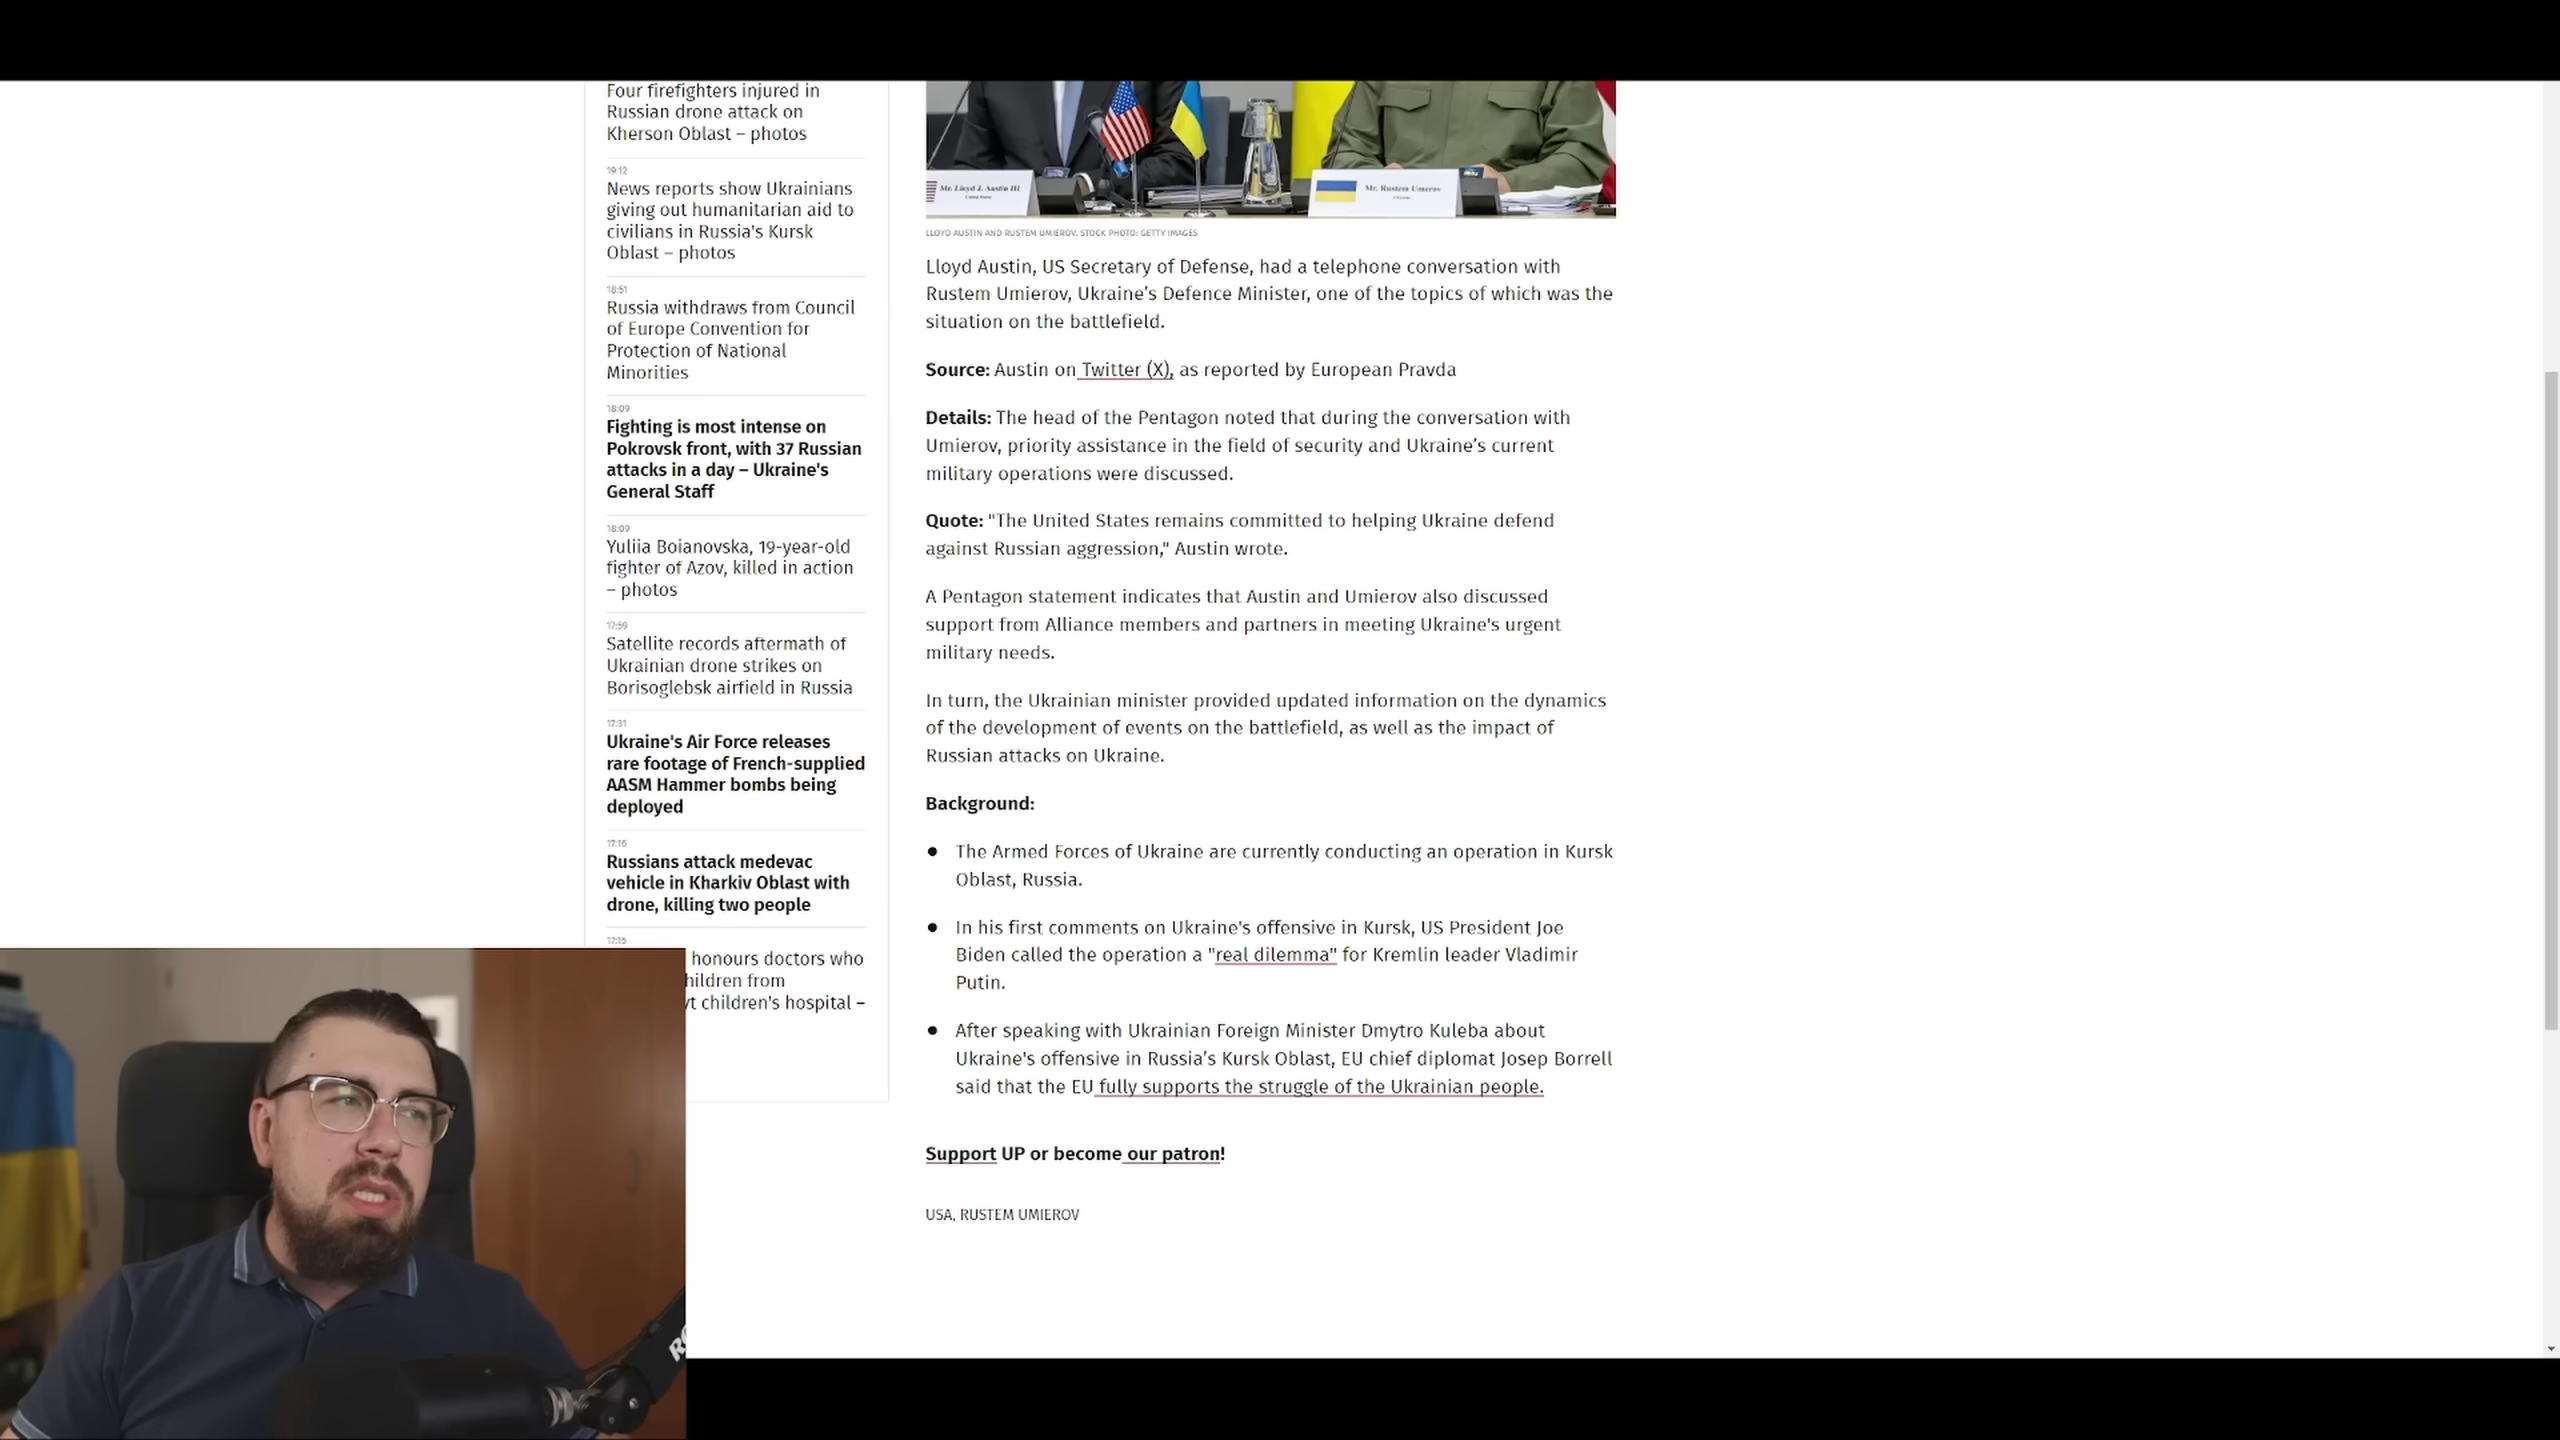 Four firefighters injured in
Russian drone attack on
Kherson Oblast – photos
19:12
News reports show Ukrainians
giving out humanitarian aid to
civilians in Russia's Kursk
Oblast – photos
18:51
Russia withdraws from Council
of Europe Convention for
Protection of National
Minorities
18:09
Fighting is most intense on
Pokrovsk front, with 37 Russian
attacks in a day – Ukraine's
General Staff
18:09
Yuliia Boianovska, 19-year-old
fighter of Azov, killed in action
– photos
17:59
Satellite records aftermath of
Ukrainian drone strikes on
Borisoglebsk airfield in Russia
17:31
Ukraine's Air Force releases
rare footage of French-supplied
AASM Hammer bombs being
deployed
17:16
Russians attack medevac
vehicle in Kharkiv Oblast with
drone, killing two people
17:15
honours doctors who
hildren from
yt children's hospital –
Mr. Lloyd J. Austin III
United States
Mr. Rustem Umerov
Ukraine
LLOYD AUSTIN AND RUSTEM UMIEROV. STOCK PHOTO: GETTY IMAGES
Lloyd Austin, US Secretary of Defense, had a telephone conversation with
Rustem Umierov, Ukraine’s Defence Minister, one of the topics of which was the
situation on the battlefield.
Source: Austin on Twitter (X), as reported by European Pravda
Details: The head of the Pentagon noted that during the conversation with
Umierov, priority assistance in the field of security and Ukraine’s current
military operations were discussed.
Quote: "The United States remains committed to helping Ukraine defend
against Russian aggression," Austin wrote.
A Pentagon statement indicates that Austin and Umierov also discussed
support from Alliance members and partners in meeting Ukraine's urgent
military needs.
In turn, the Ukrainian minister provided updated information on the dynamics
of the development of events on the battlefield, as well as the impact of
Russian attacks on Ukraine.
Background:
● The Armed Forces of Ukraine are currently conducting an operation in Kursk
Oblast, Russia.
● In his first comments on Ukraine's offensive in Kursk, US President Joe
Biden called the operation a "real dilemma" for Kremlin leader Vladimir
Putin.
● After speaking with Ukrainian Foreign Minister Dmytro Kuleba about
Ukraine's offensive in Russia’s Kursk Oblast, EU chief diplomat Josep Borrell
said that the EU fully supports the struggle of the Ukrainian people.
Support UP or become our patron!
USA, RUSTEM UMIEROV